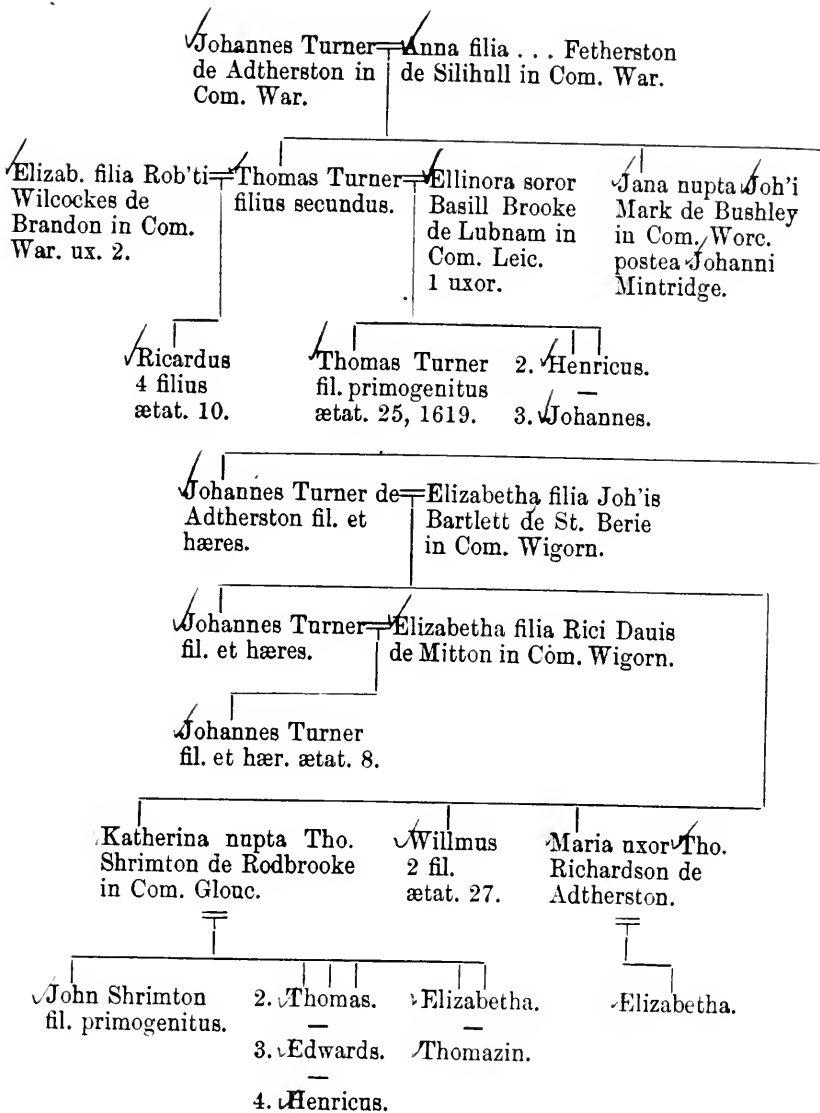 Johannes Turner
de Adtherston in
Com. War.
Anna filia . . . Fetherston
de Silihull in Com. War.
Elizab. filia Rob'ti
Wilcockes de
Brandon in Com.
War. ux. 2.
Thomas Turner
filius secundus.
Ellinora soror
Basill Brooke
de Lubnam in
Com. Leic.
1 uxor.
Jana nupta Joh'i
Mark de Bushley
in Com. Worc.
postea Johanni
Mintridge.
Ricardus
4 filius
ætat. 10.
Thomas Turner
fil. primogenitus
ætat. 25, 1619.
2. Henricus.
3. Johannes.
Johannes Turner de
Adtherston fil. et
hæres.
Elizabetha filia Joh'is
Bartlett de St. Berie
in Com. Wigorn.
Johannes Turner
fil. et hæres.
Elizabetha filia Rici Dauis
de Mitton in Com. Wigorn.
Johannes Turner
fil. et hær. ætat. 8.
Katherina nupta Tho.
Shrimton de Rodbrooke
in Com. Glouc.
Willmus
2 fil.
ætat. 27.
Maria uxor Tho.
Richardson de
Adtherston.
John Shrimton
fil. primogenitus.
2. Thomas.
3. Edwards.
4. Henricus.
Elizabetha.
Thomazin.
Elizabetha.